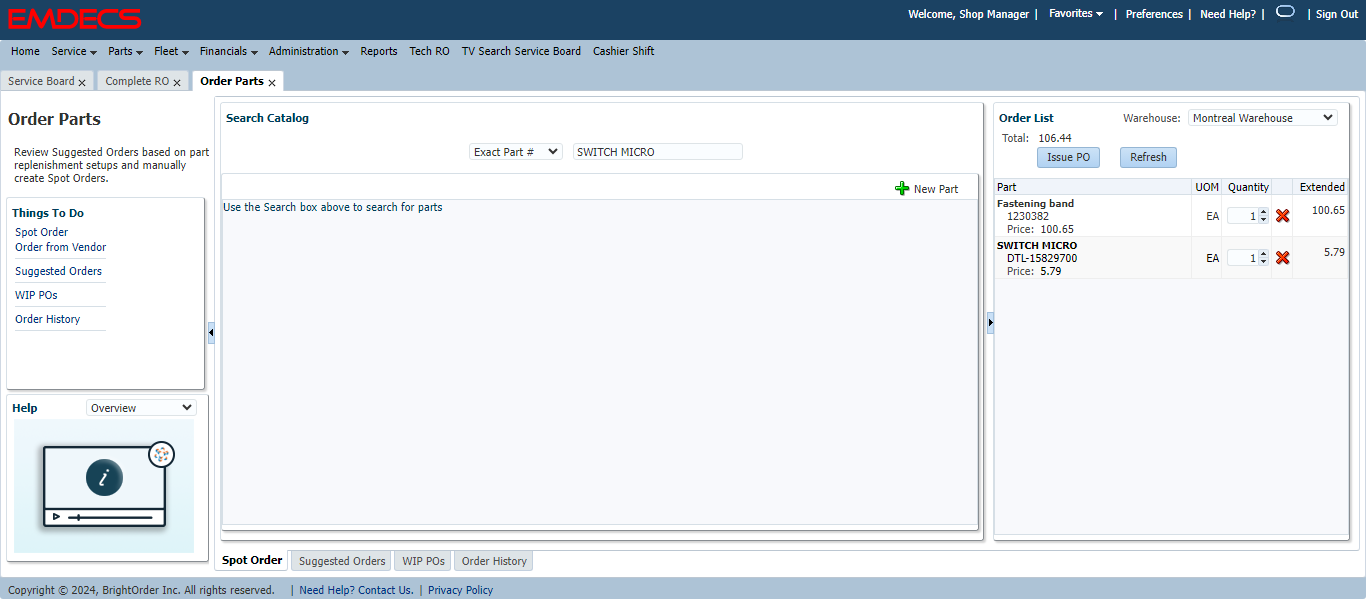 EMDECS
Welcome, Shop Manager | Favorites | Preferences | Need Help? | | Sign Out
Home Service Parts Fleet Financials Administration Reports Tech RO TV Search Service Board Cashier Shift
Service Board x Complete RO x Order Parts x
Order Parts
Review Suggested Orders based on part
replenishment setups and manually
create Spot Orders.
Things To Do
Spot Order
Order from Vendor
Suggested Orders
WIP POs
Order History
Help Overview
i
Search Catalog
Exact Part # SWITCH MICRO
New Part
Use the Search box above to search for parts
Order List Warehouse: Montreal Warehouse
Total: 106.44
Issue PO Refresh
Part UOM Quantity Extended
Fastening band
1230382 EA 1 100.65
Price: 100.65
SWITCH MICRO
DTL-15829700 EA 1 5.79
Price: 5.79
Spot Order Suggested Orders WIP POs Order History
Copyright © 2024, BrightOrder Inc. All rights reserved. | Need Help? Contact Us. | Privacy Policy